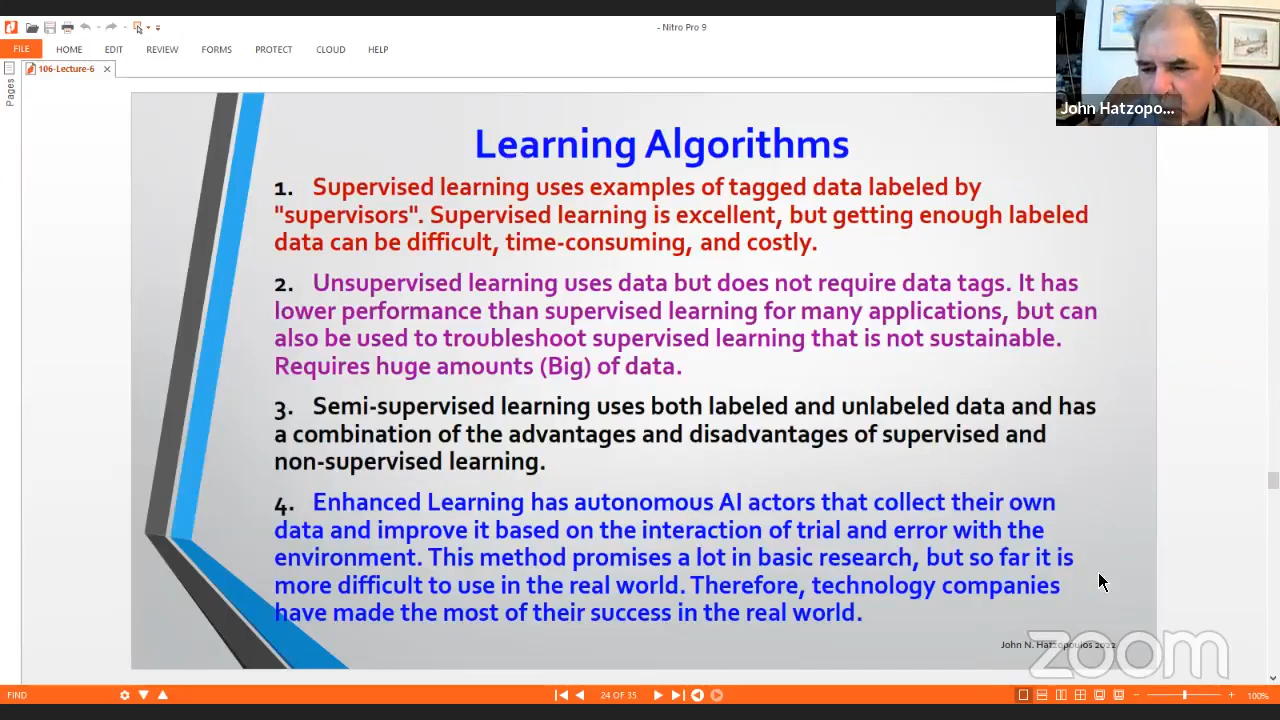 - Nitro Pro 9
FILE HOME EDIT REVIEW FORMS PROTECT CLOUD HELP
106-Lecture-6
Pages
John Hatzopo...
Learning Algorithms
1. Supervised learning uses examples of tagged data labeled by
"supervisors". Supervised learning is excellent, but getting enough labeled
data can be difficult, time-consuming, and costly.
2. Unsupervised learning uses data but does not require data tags. It has
lower performance than supervised learning for many applications, but can
also be used to troubleshoot supervised learning that is not sustainable.
Requires huge amounts (Big) of data.
3. Semi-supervised learning uses both labeled and unlabeled data and has
a combination of the advantages and disadvantages of supervised and
non-supervised learning.
4. Enhanced Learning has autonomous AI actors that collect their own
data and improve it based on the interaction of trial and error with the
environment. This method promises a lot in basic research, but so far it is
more difficult to use in the real world. Therefore, technology companies
have made the most of their success in the real world.
John N. Hatzopoulos 2022
zoom
FIND 24 OF 35 100%